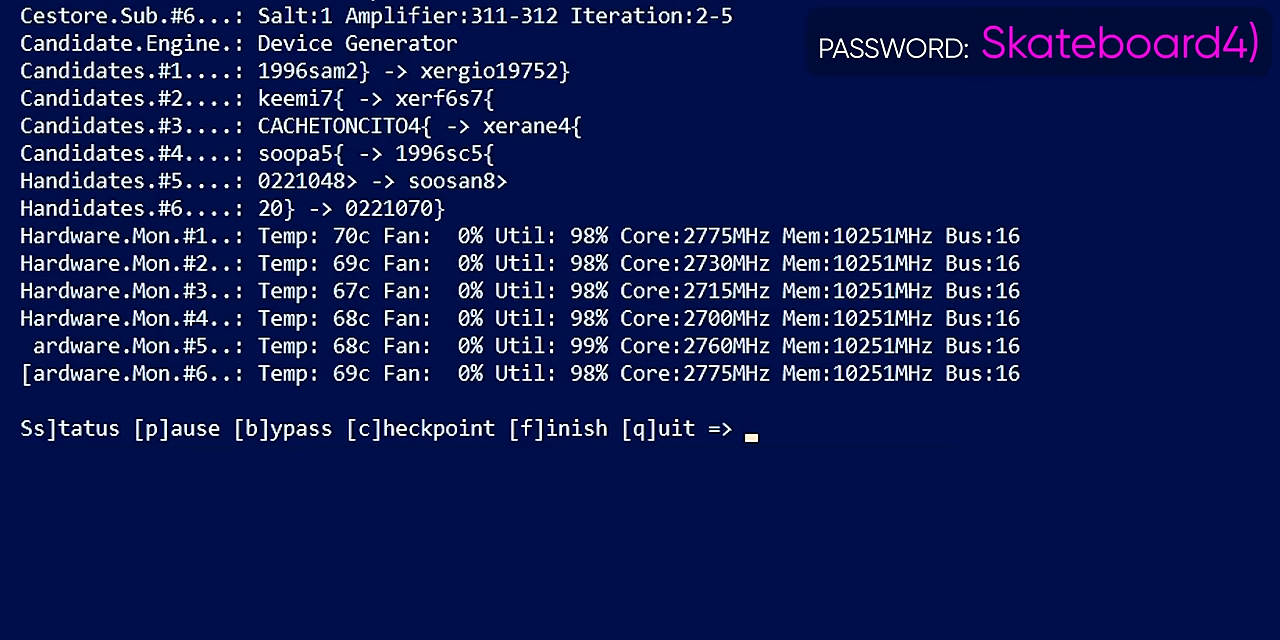 Cestore.Sub.#6...: Salt:1 Amplifier:311-312 Iteration:2-5
PASSWORD: Skateboard4)
Candidate.Engine.: Device Generator
Candidates.#1....: 1996sam2} -> xergio19752}
Candidates.#2....: keemi7{ -> xerf6s7{
Candidates.#3....: CACHETONCITO4{ -> xerane4{
Candidates.#4....: soopa5{ -> 1996sc5{
Handidates.#5....: 0221048> -> soosan8>
Handidates.#6....: 20} -> 0221070}
Hardware.Mon.#1..: Temp: 70c Fan:  0% Util: 98% Core:2775MHz Mem:10251MHz Bus:16
Hardware.Mon.#2..: Temp: 69c Fan:  0% Util: 98% Core:2730MHz Mem:10251MHz Bus:16
Hardware.Mon.#3..: Temp: 67c Fan:  0% Util: 98% Core:2715MHz Mem:10251MHz Bus:16
Hardware.Mon.#4..: Temp: 68c Fan:  0% Util: 98% Core:2700MHz Mem:10251MHz Bus:16
 ardware.Mon.#5..: Temp: 68c Fan:  0% Util: 99% Core:2760MHz Mem:10251MHz Bus:16
[ardware.Mon.#6..: Temp: 69c Fan:  0% Util: 98% Core:2775MHz Mem:10251MHz Bus:16
Ss]tatus [p]ause [b]ypass [c]heckpoint [f]inish [q]uit => _